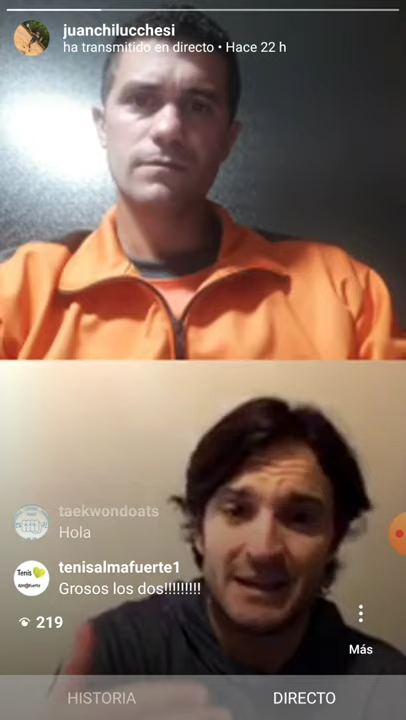 juanchilucchesi
ha transmitido en directo • Hace 22 h
taekwondoats
Hola
tenisalmafuerte1
Grosos los dos!!!!!!!!!
219
Más
HISTORIA
DIRECTO